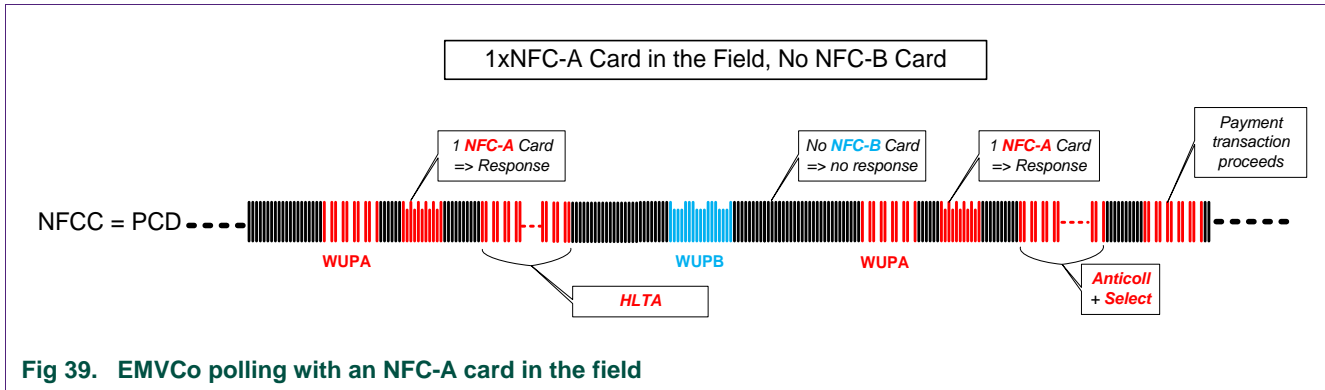 1xNFC-A Card in the Field, No NFC-B Card
1 NFC-A Card
=> Response
No NFC-B Card
=> no response
1 NFC-A Card
=> Response
Payment
transaction
proceeds
NFCC = PCD
WUPA
WUPB
WUPA
HLTA
Anticoll
+ Select
Fig 39. EMVCo polling with an NFC-A card in the field